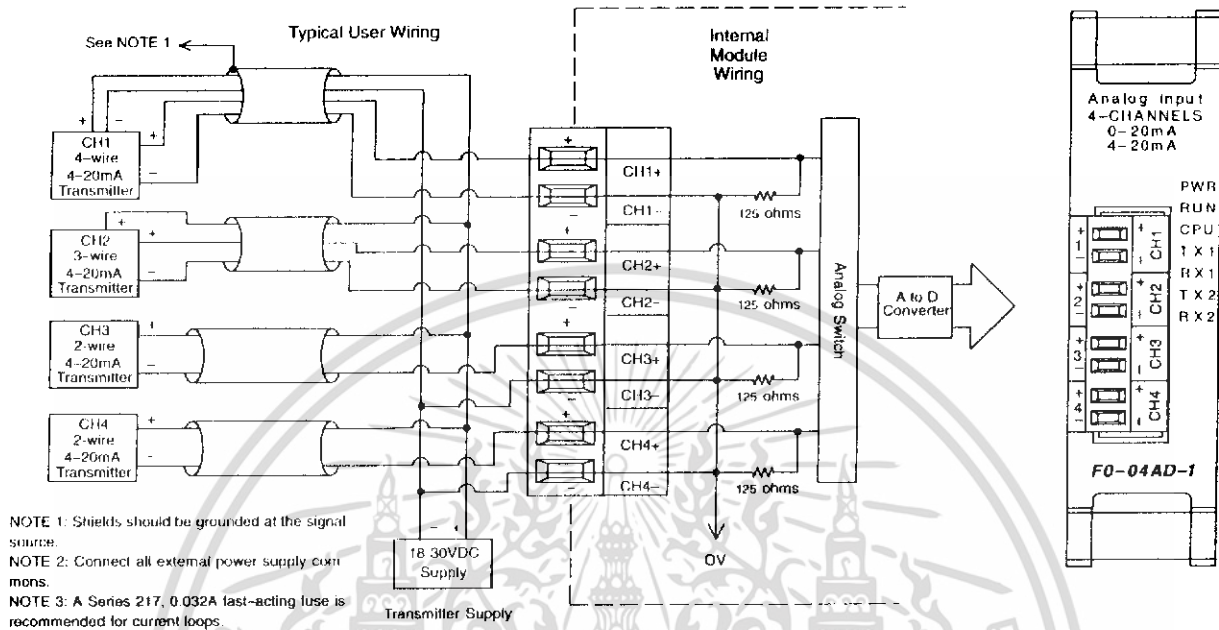 Typical User Wiring
See NOTE 1
Internal
Module
Wiring
+ -
CH1
4-wire
4-20mA
Transmitter
+
-
+
CH2
3-wire
4-20mA
Transmitter
+
-
CH3
2-wire
4-20mA
Transmitter
+
-
CH4
2-wire
4-20mA
Transmitter
+
-
+
CH1+
-
CH1-
+
CH2+
-
CH2-
+
CH3+
-
CH3-
+
CH4+
-
CH4-
125 ohms
125 ohms
125 ohms
125 ohms
0V
Analog Switch
A to D
Converter
- +
18-30VDC
Supply
Transmitter Supply
NOTE 1: Shields should be grounded at the signal
source.
NOTE 2: Connect all external power supply com
mons.
NOTE 3: A Series 217, 0.032A fast-acting fuse is
recommended for current loops.
Analog Input
4-CHANNELS
0-20mA
4-20mA
PWR
RUN
CPU
TX1
RX1
TX2
RX2
+ 1 - + CH1 -
+ 2 - + CH2 -
+ 3 - + CH3 -
+ 4 - + CH4 -
F0-04AD-1